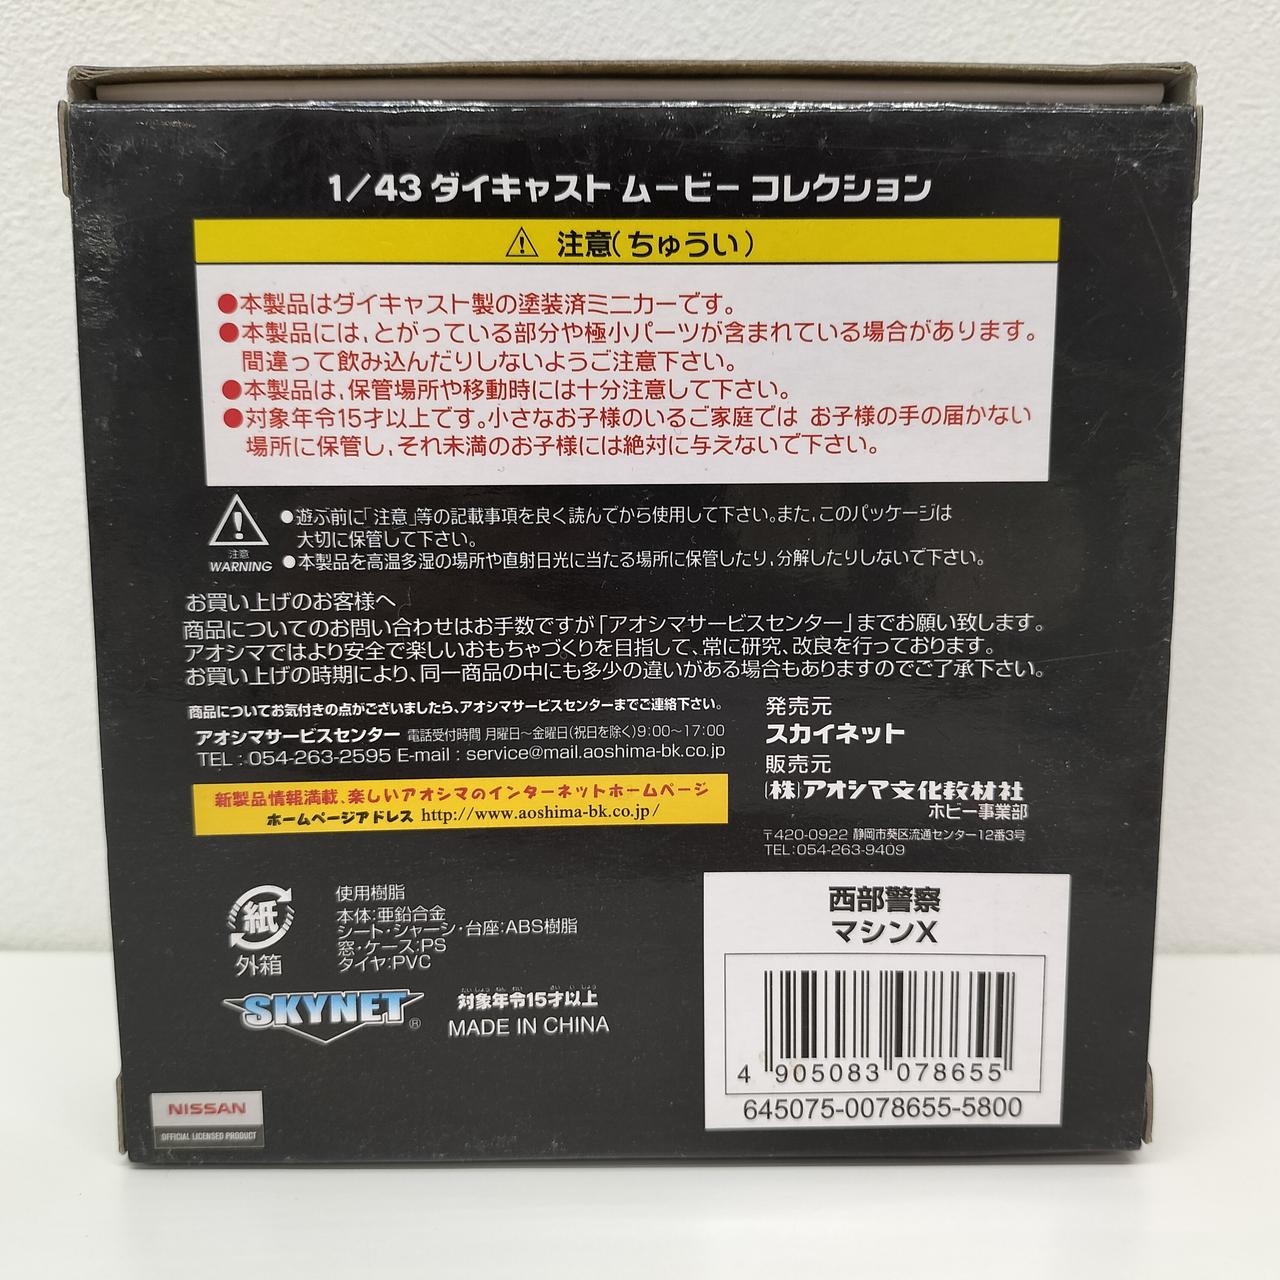 1/43 ダイキャスト ムービー コレクション
⚠ 注意(ちゅうい)
●本製品はダイキャスト製の塗装済ミニカーです。
●本製品には、とがっている部分や極小パーツが含まれている場合があります。
間違って飲み込んだりしないようご注意下さい。
●本製品は、保管場所や移動時には十分注意して下さい。
●対象年令15才以上です。小さなお子様のいるご家庭では お子様の手の届かない
場所に保管し、それ未満のお子様には絶対に与えないで下さい。
注意
WARNING
●遊ぶ前に「注意」等の記載事項を良く読んでから使用して下さい。また、このパッケージは
大切に保管して下さい。
●本製品を高温多湿の場所や直射日光に当たる場所に保管したり、分解したりしないで下さい。
お買い上げのお客様へ
商品についてのお問い合わせはお手数ですが「アオシマサービスセンター」までお願い致します。
アオシマではより安全で楽しいおもちゃづくりを目指して、常に研究、改良を行っております。
お買い上げの時期により、同一商品の中にも多少の違いがある場合もありますのでご了承下さい。
商品についてお気付きの点がございましたら、アオシマサービスセンターまでご連絡下さい。
アオシマサービスセンター 電話受付時間 月曜日~金曜日(祝日を除く)9:00~17:00
TEL:054-263-2595 E-mail : service@mail.aoshima-bk.co.jp
新製品情報満載、楽しいアオシマのインターネットホームページ
ホームページアドレス http://www.aoshima-bk.co.jp/
発売元
スカイネット
販売元
(株)アオシマ文化教材社
ホビー事業部
〒420-0922 静岡市葵区流通センター12番3号
TEL:054-263-9409
紙
外箱
使用樹脂
本体:亜鉛合金
シート・シャーシ・台座:ABS樹脂
窓・ケース:PS
タイヤ:PVC
SKYNET®
たいしょうねんれい さいいじょう
対象年令15才以上
MADE IN CHINA
西部警察
マシンX
4 905083 078655
645075-0078655-5800
NISSAN
OFFICIAL LICENSED PRODUCT